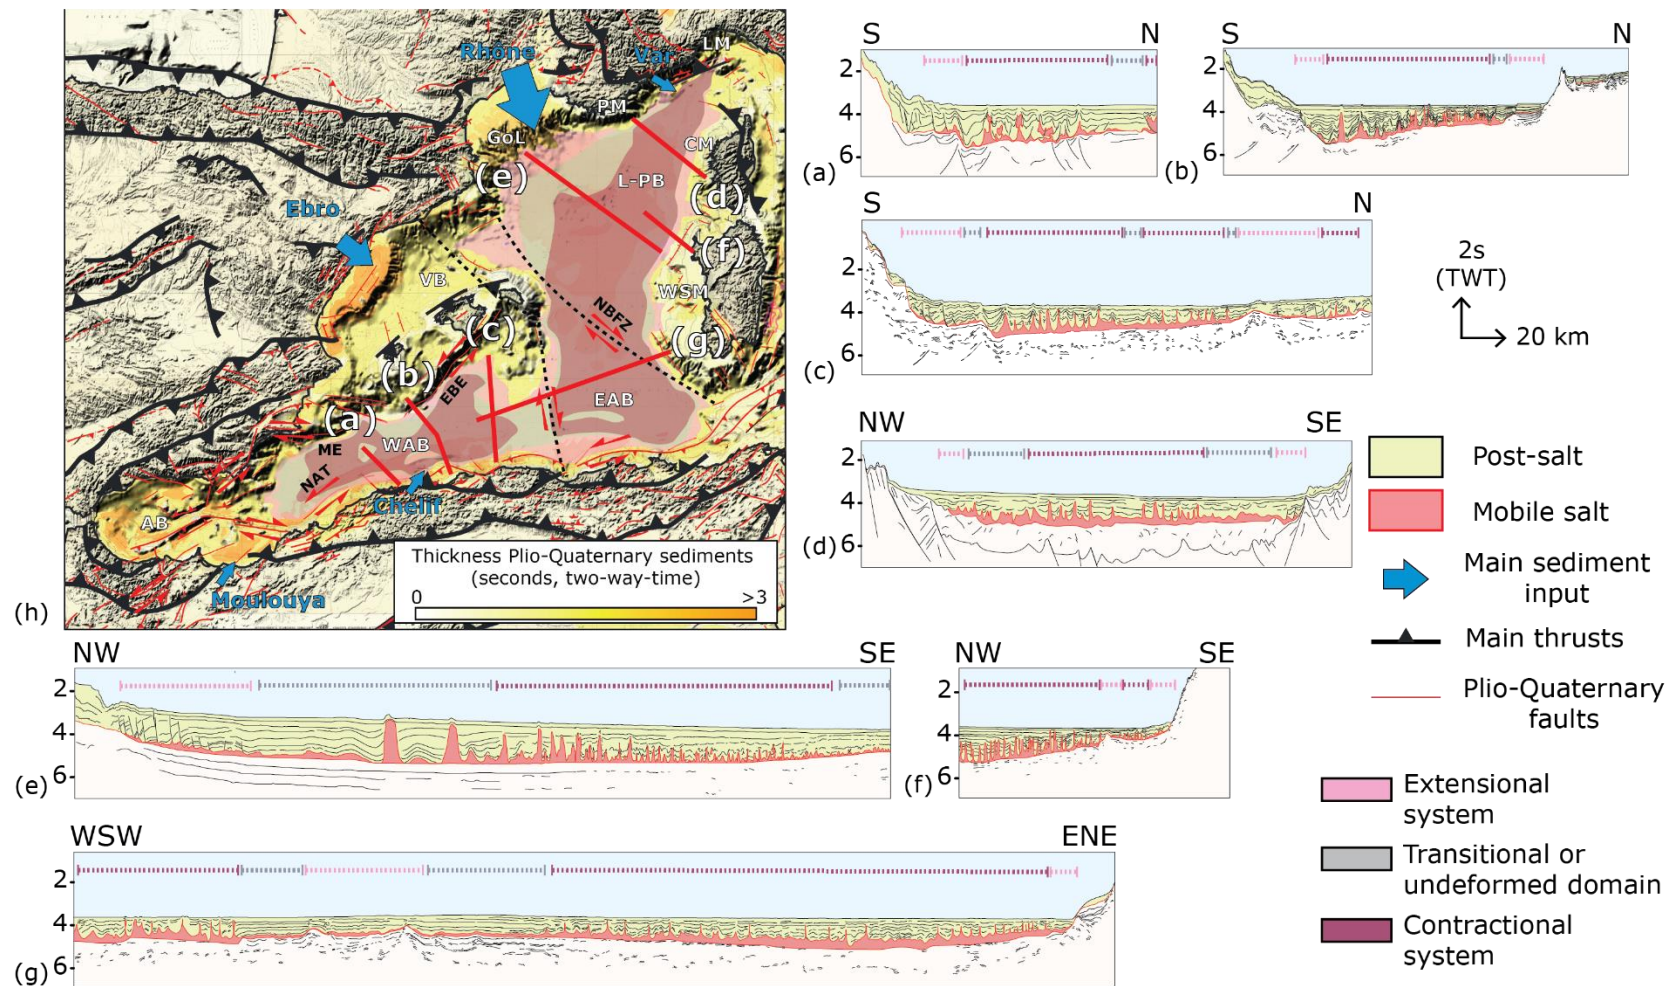 Rhône
Var
LM
PM
GoL
CM
(e)
L-PB
(d)
Ebro
(f)
VB
WSM
NBFZ
(c)
(g)
(b)
EBE
(a)
EAB
ME
WAB
NAT
Chelif
AB
Moulouya
Thickness Plio-Quaternary sediments
(seconds, two-way-time)
0
>3
(h)
S
N
2
4
6
(a)
S
N
2
4
6
(b)
S
N
2
4
6
(c)
2s
(TWT)
20 km
NW
SE
2
4
6
(d)
Post-salt
Mobile salt
Main sediment
input
Main thrusts
Plio-Quaternary
faults
NW
SE
2
4
6
(e)
NW
SE
2
4
6
(f)
Extensional
system
Transitional or
undeformed domain
Contractional
system
WSW
ENE
2
4
6
(g)